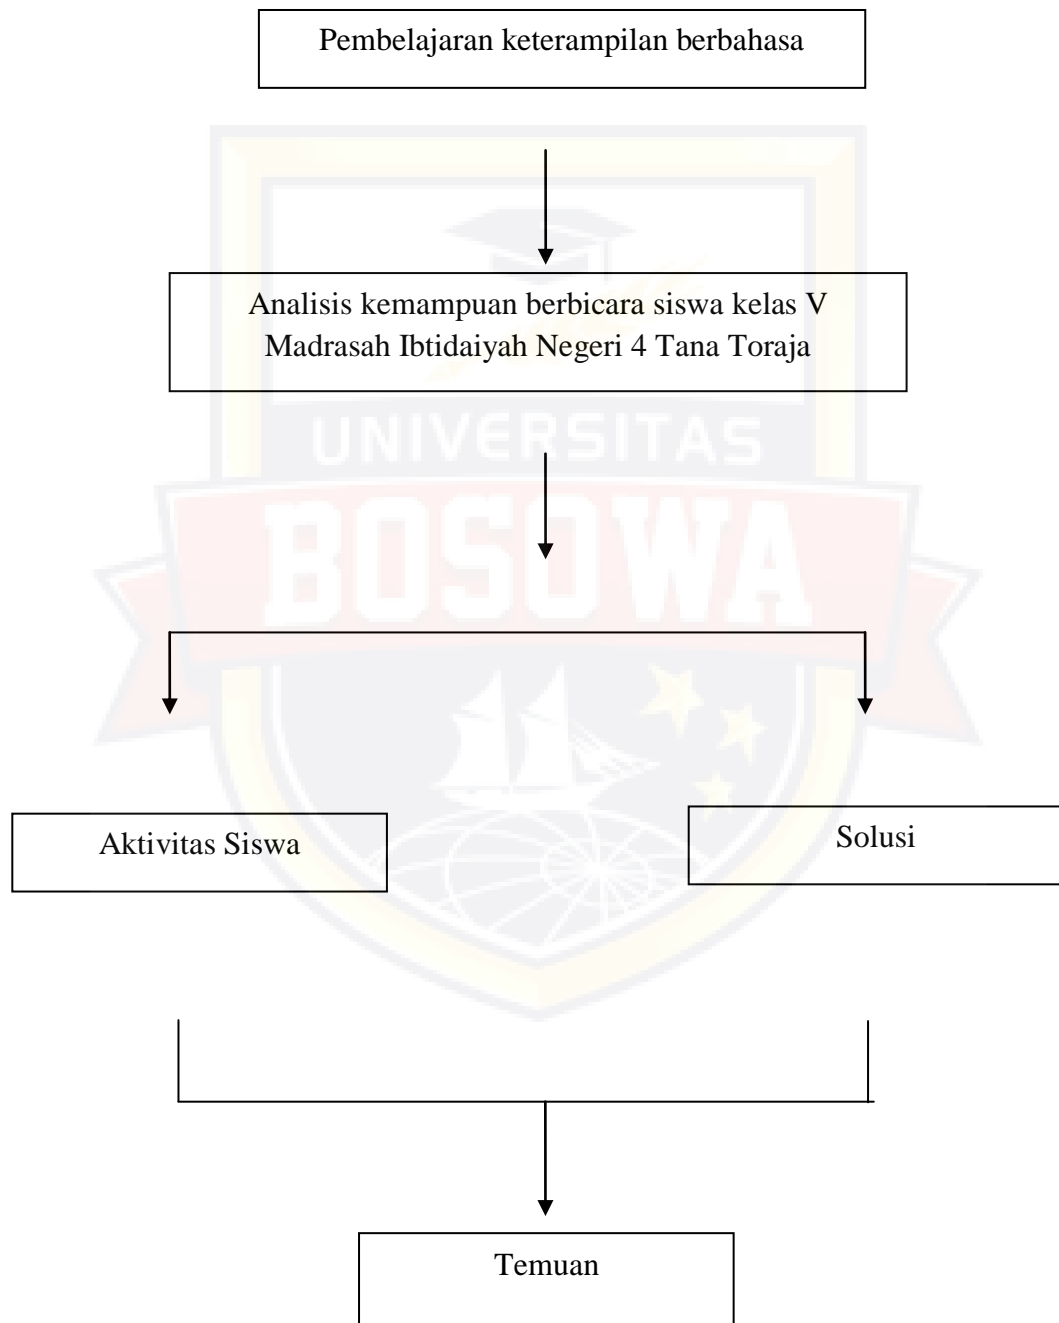 Pembelajaran keterampilan berbahasa
Analisis kemampuan berbicara siswa kelas V
Madrasah Ibtidaiyah Negeri 4 Tana Toraja
UNIVERSITAS
BOSOWA
Aktivitas Siswa
Solusi
Temuan